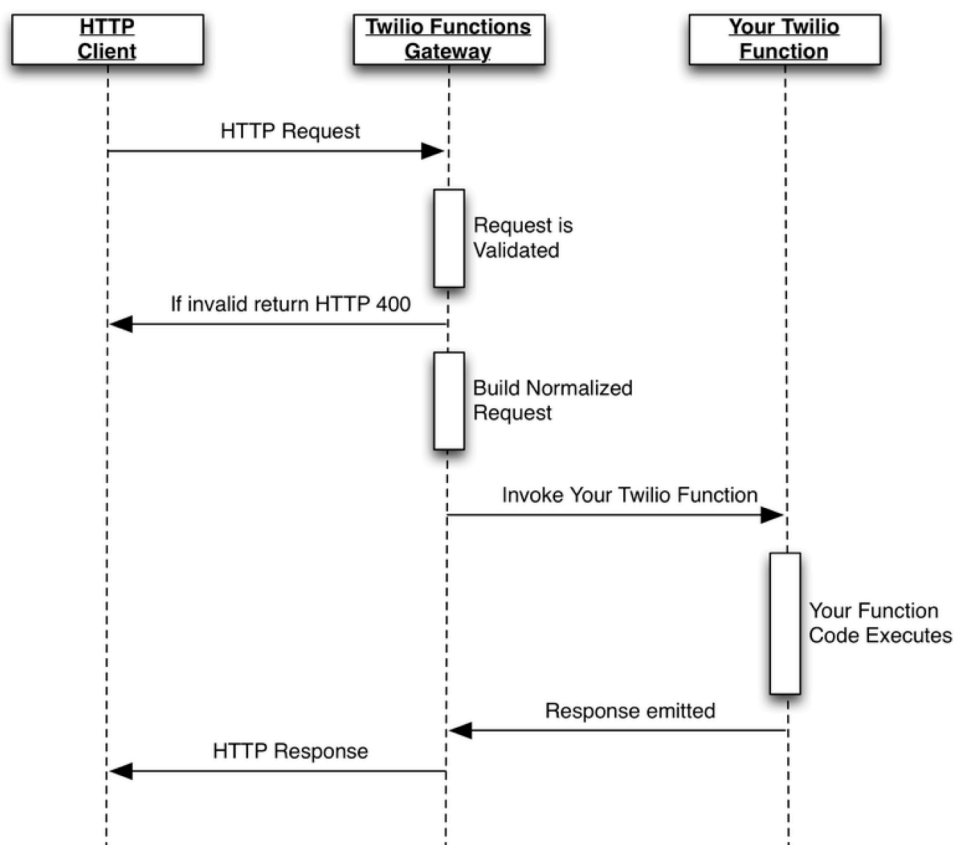 HTTP
Client
Twilio Functions
Gateway
Your Twilio
Function
HTTP Request
Request is
Validated
If invalid return HTTP 400
Build Normalized
Request
Invoke Your Twilio Function
Your Function
Code Executes
Response emitted
HTTP Response